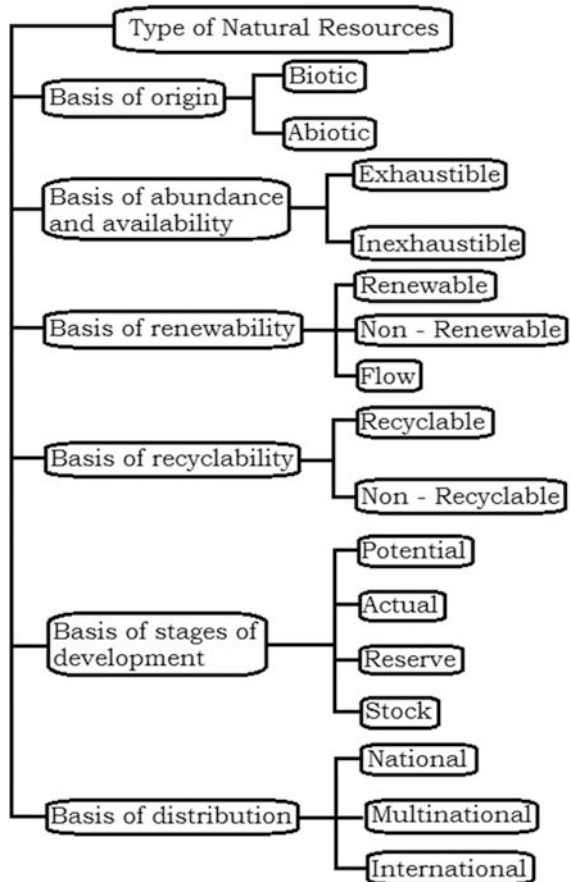 Type of Natural Resources
Basis of origin
Biotic
Abiotic
Basis of abundance
and availability
Exhaustible
Inexhaustible
Basis of renewability
Renewable
Non - Renewable
Flow
Basis of recyclability
Recyclable
Non - Recyclable
Basis of stages of
development
Potential
Actual
Reserve
Stock
Basis of distribution
National
Multinational
International